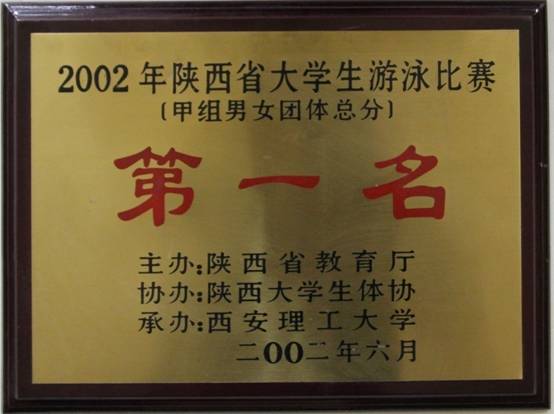 2002年陕西省大学生游泳比赛
(甲组男女团体总分)
第一名
主办:陕西省教育厅
协办:陕西大学生体协
承办:西安理工大学
二〇〇二年六月